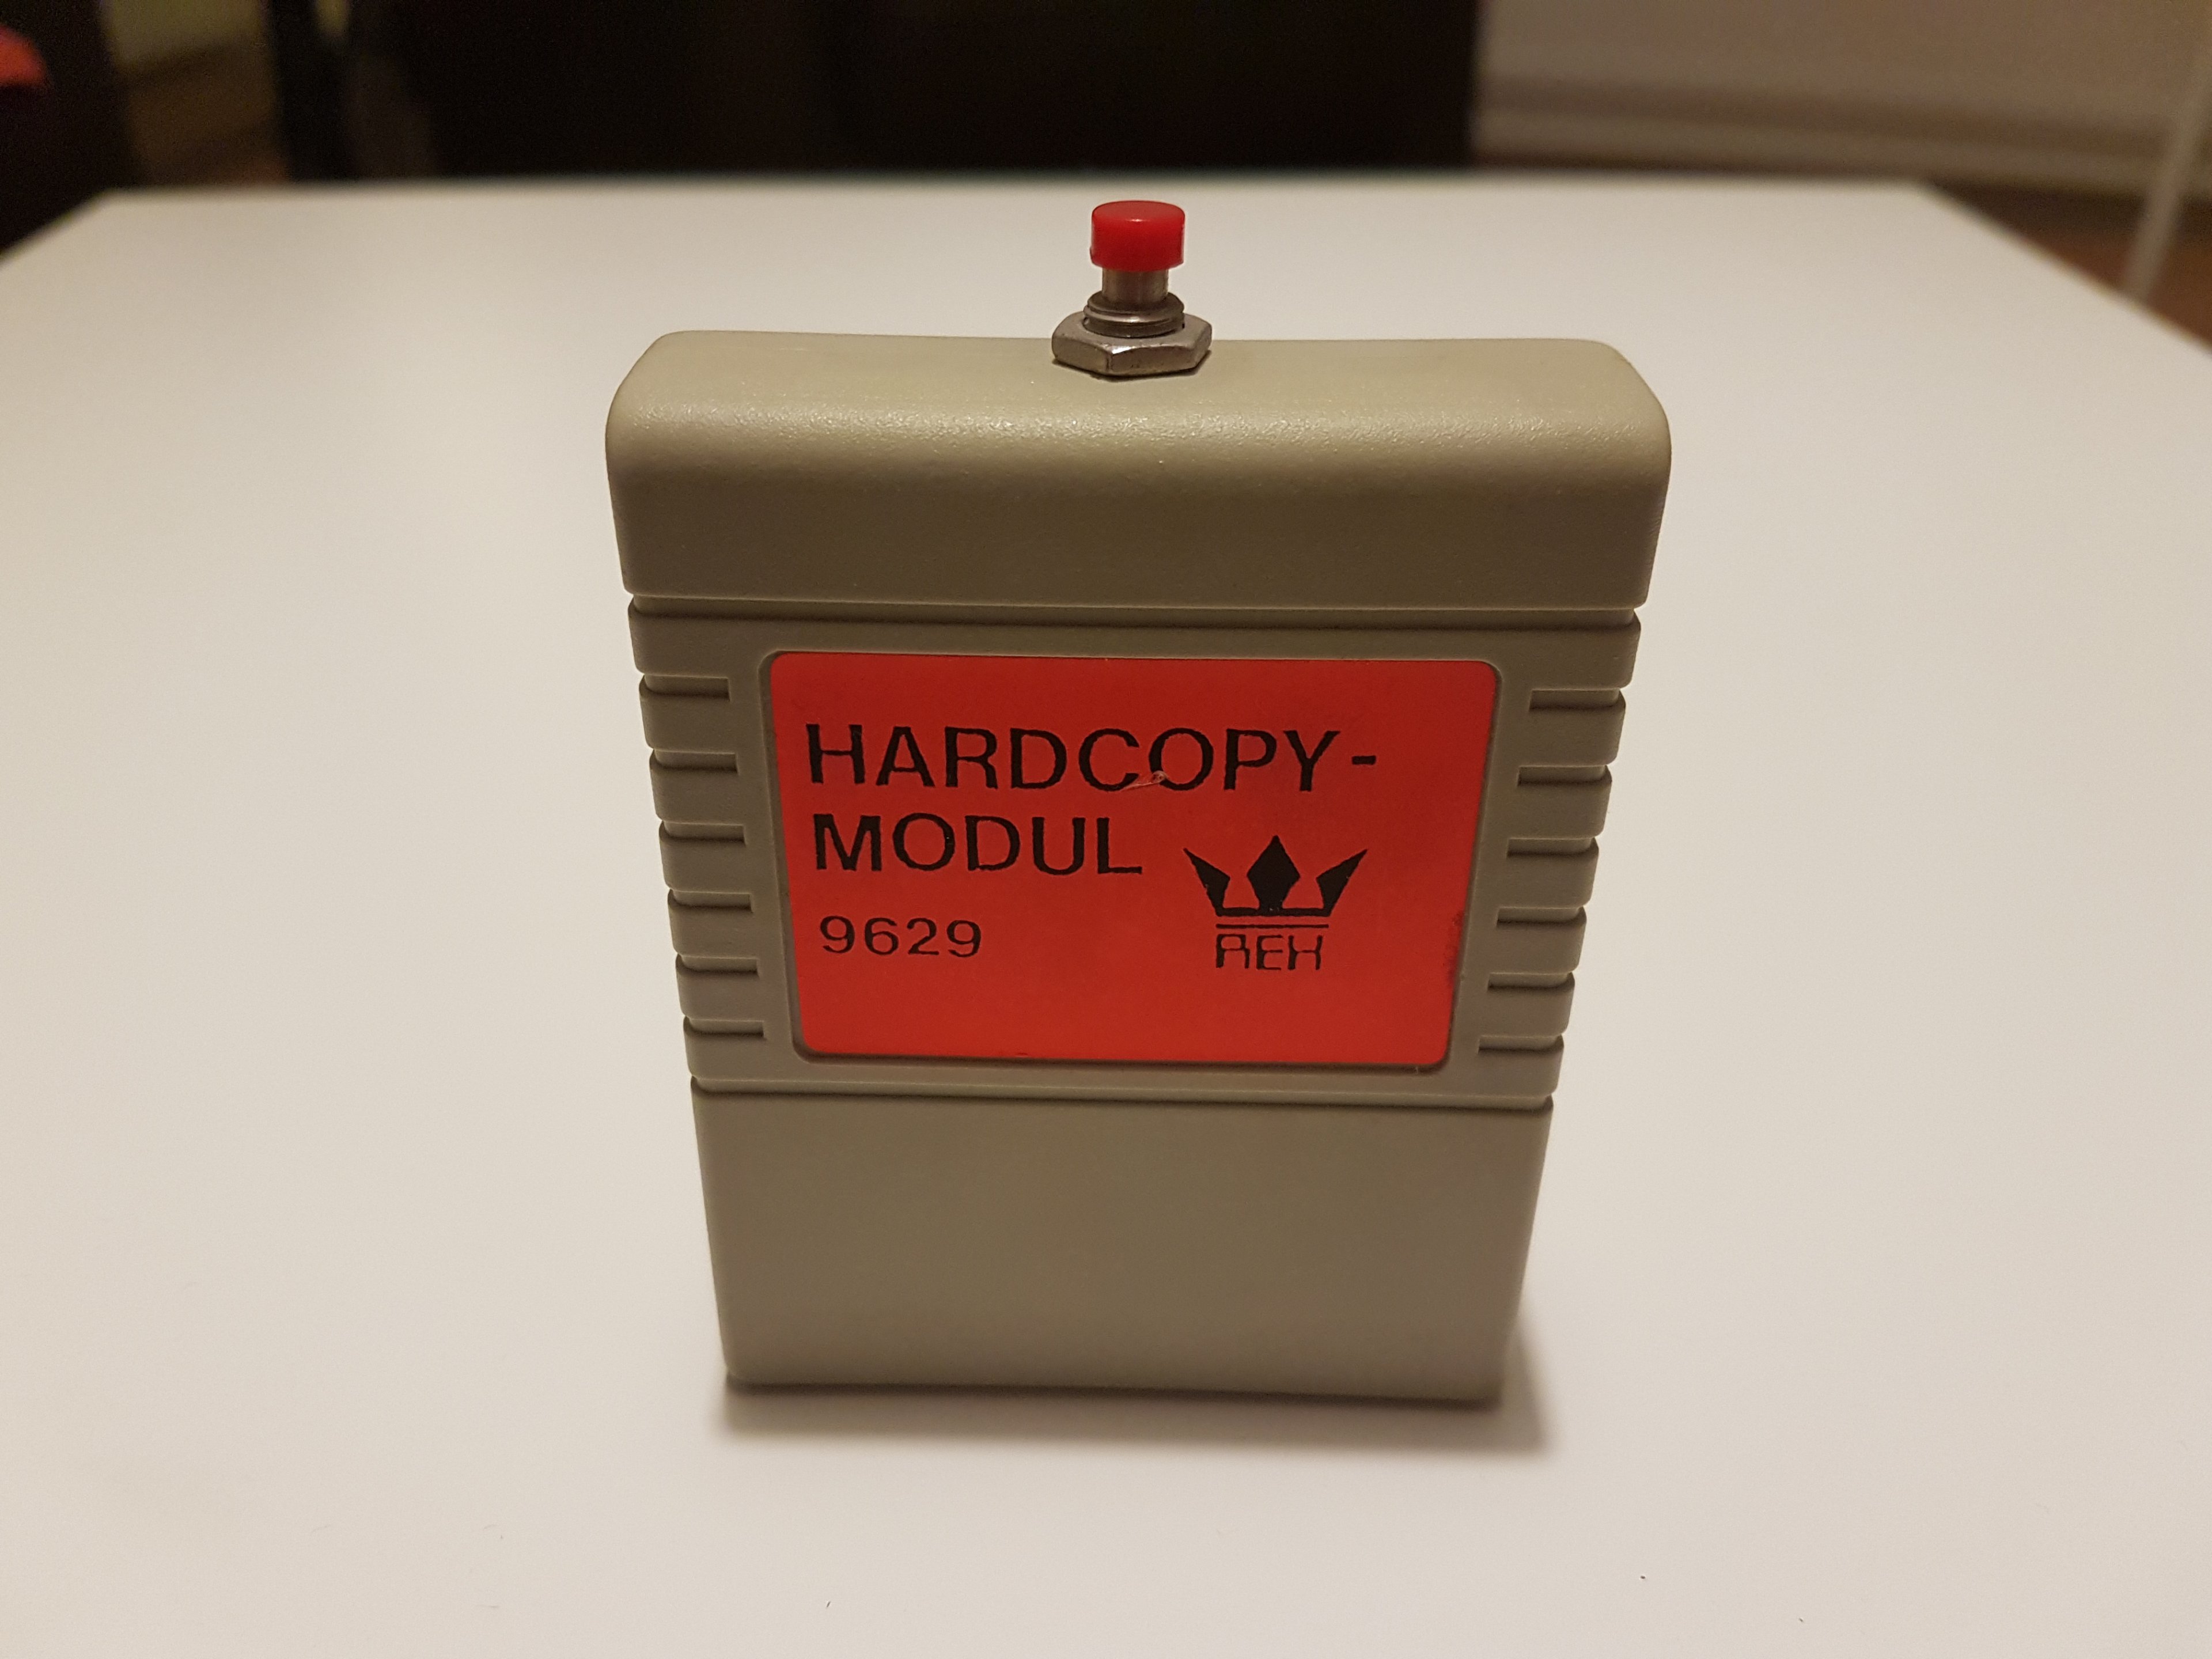 HARDCOPY-
MODUL
9629
REX